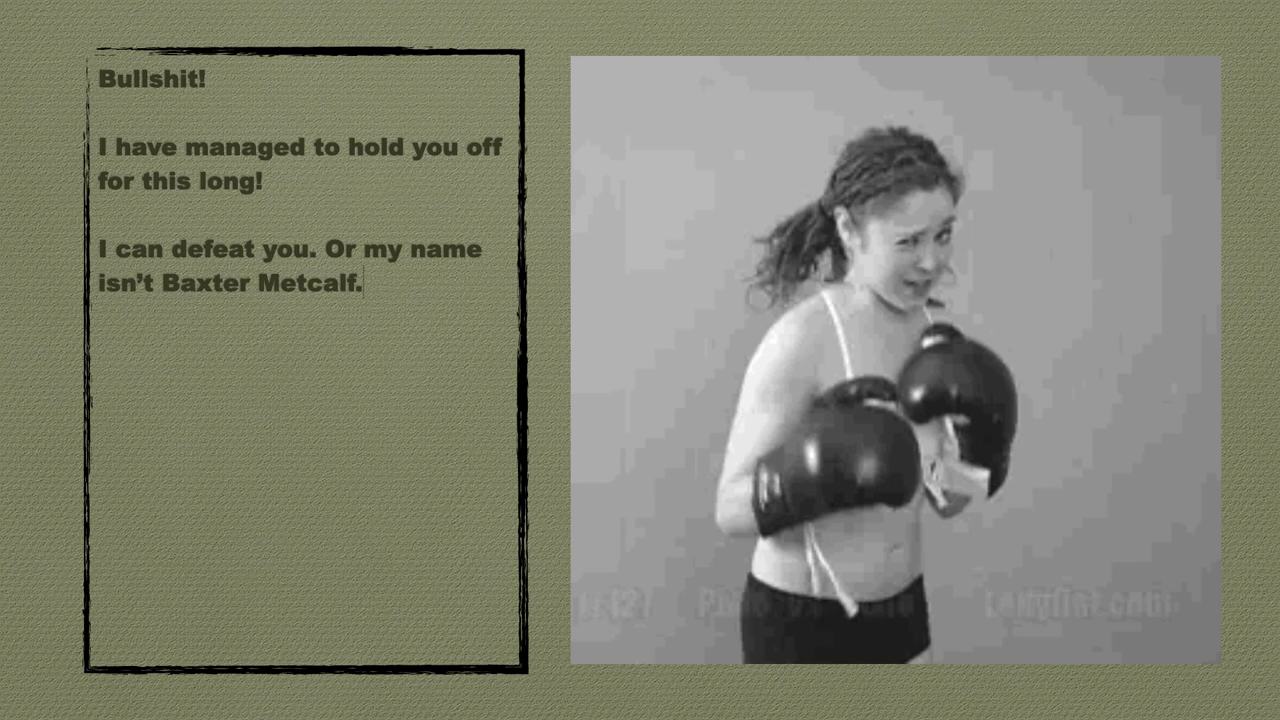 Bullshit!
I have managed to hold you off
for this long!
I can defeat you. Or my name
isn’t Baxter Metcalf.